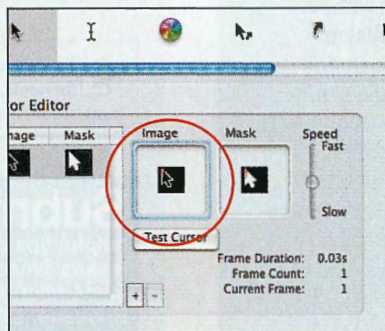 or Editor
nage Mask
Image Mask Speed
Fast
Slow
Test Cursor
Frame Duration: 0.03s
Frame Count: 1
Current Frame: 1
+ -